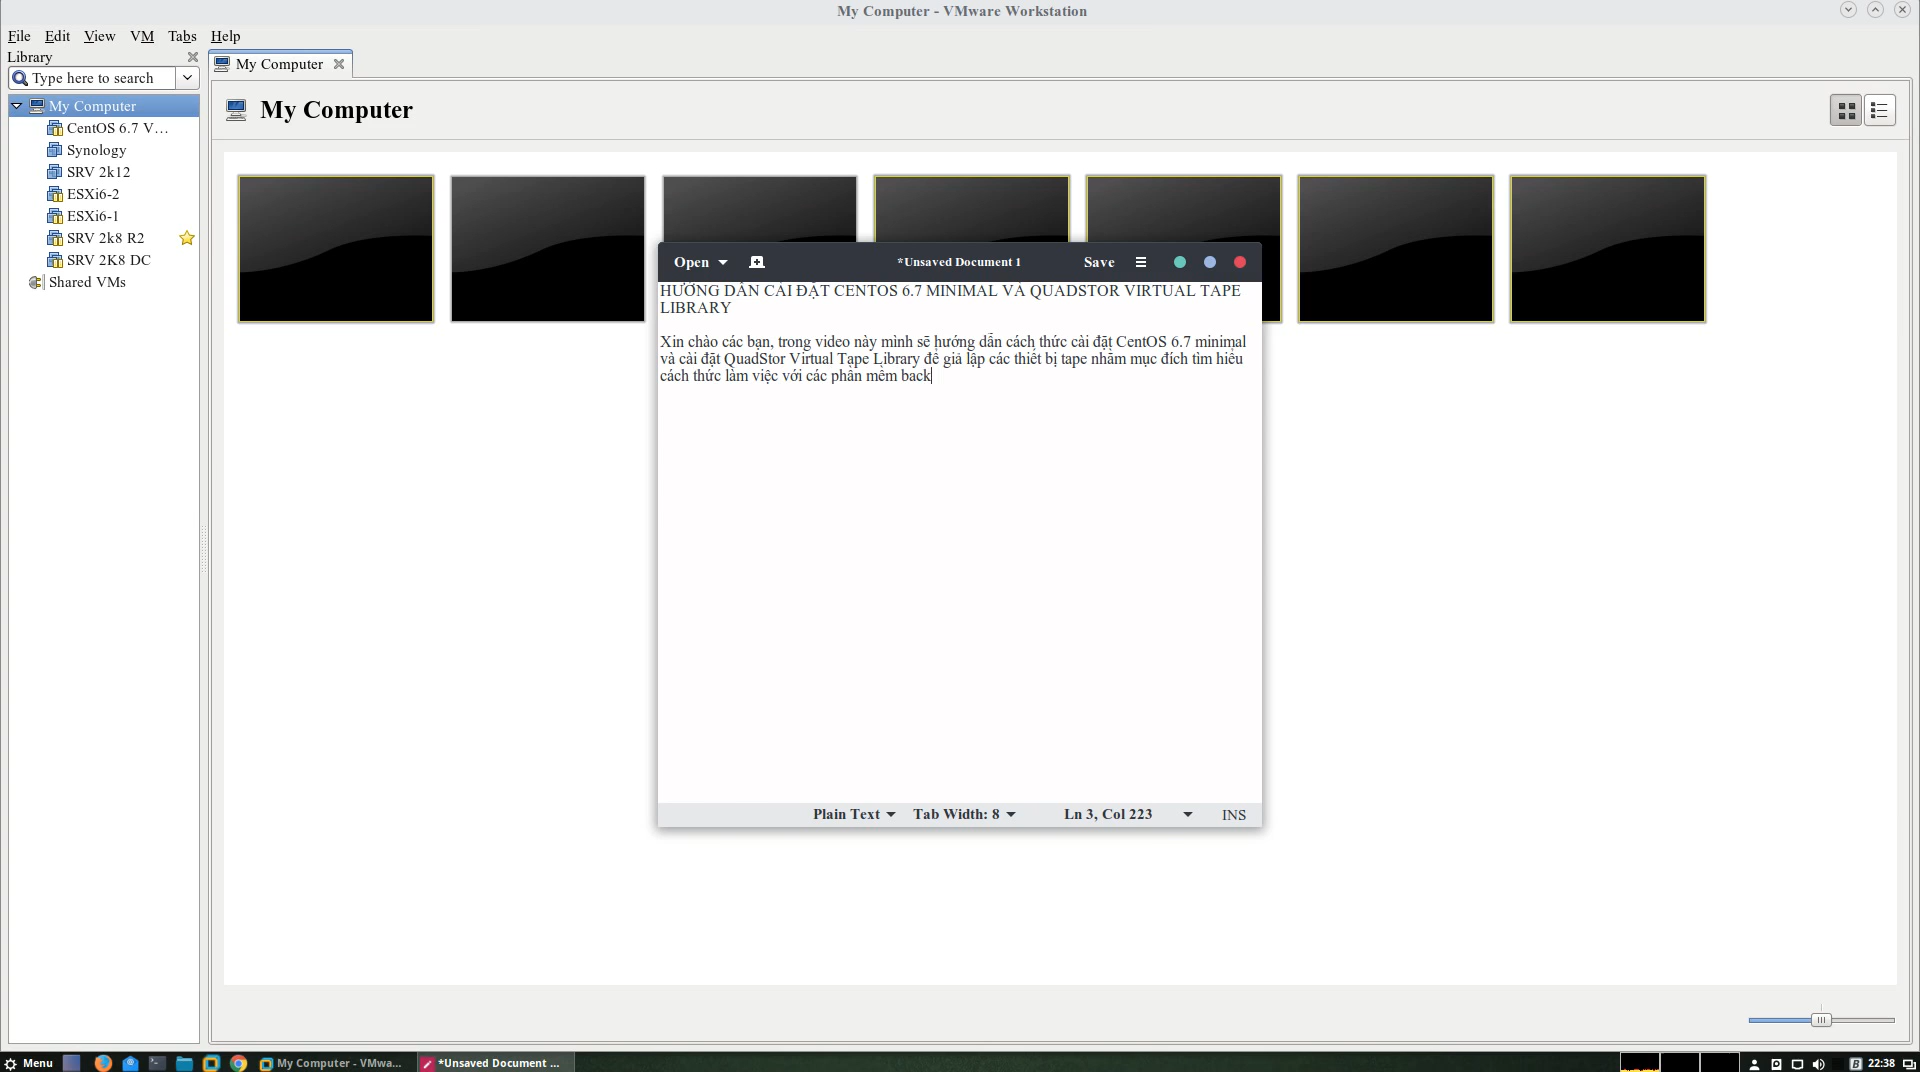 My Computer - VMware Workstation
File Edit View VM Tabs Help
Library
My Computer
Type here to search
My Computer
My Computer
CentOS 6.7 V...
Synology
SRV 2k12
ESXi6-2
ESXi6-1
SRV 2k8 R2
SRV 2K8 DC
Shared VMs
Open
*Unsaved Document 1
Save
HƯỚNG DẪN CÀI ĐẶT CENTOS 6.7 MINIMAL VÀ QUADSTOR VIRTUAL TAPE
LIBRARY
Xin chào các bạn, trong video này mình sẽ hướng dẫn cách thức cài đặt CentOS 6.7 minimal
và cài đặt QuadStor Virtual Tape Library để giả lập các thiết bị tape nhằm mục đích tìm hiểu
cách thức làm việc với các phần mềm back
Plain Text Tab Width: 8 Ln 3, Col 223 INS
Menu My Computer - VMwa... *Unsaved Document ... B 22:38